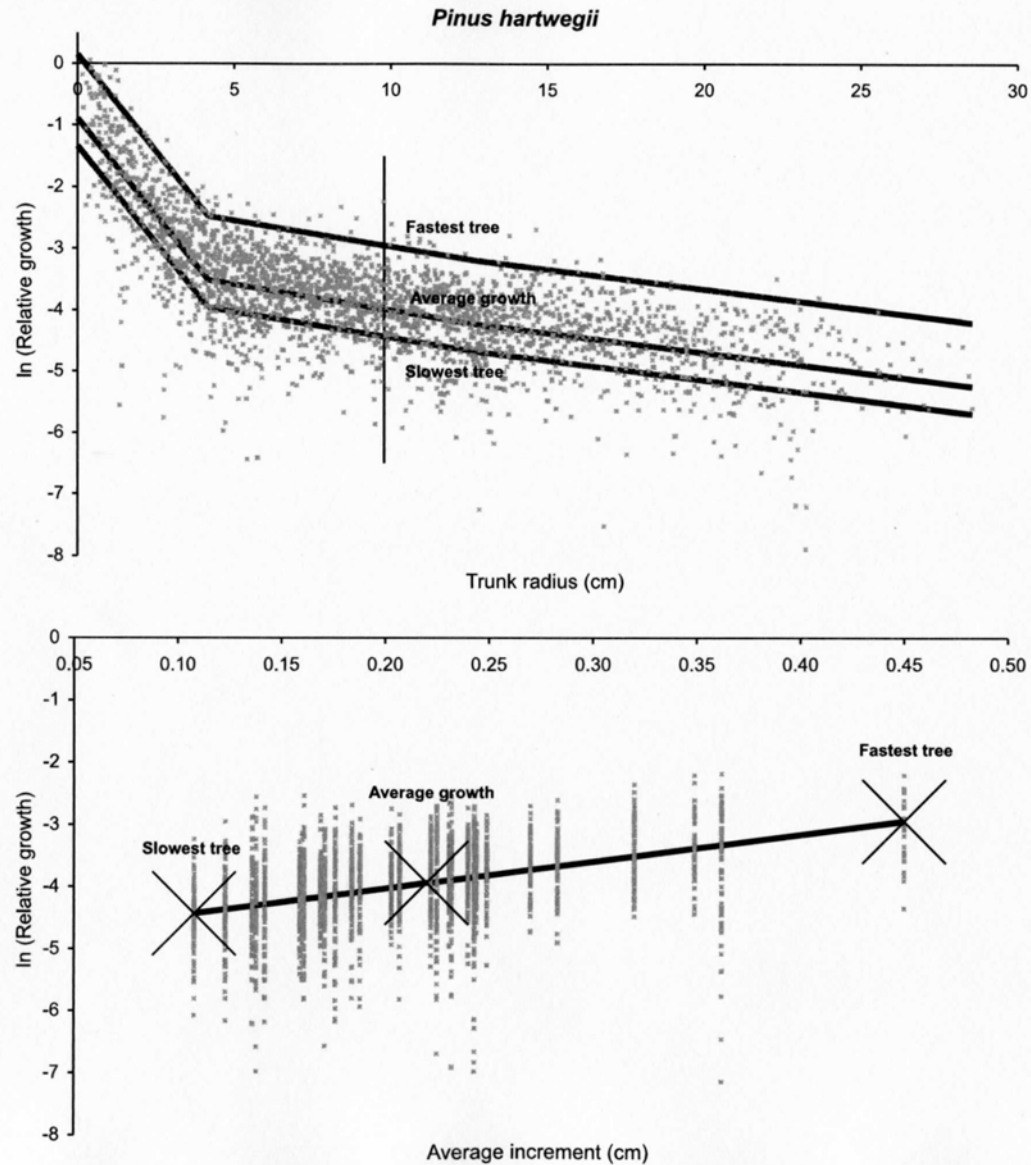 Pinus hartwegii
0
0 5 10 15 20 25 30
-1
-2
Fastest tree
-3
Average growth
-4
Slowest tree
-5
-6
-7
-8
ln (Relative growth)
Trunk radius (cm)
0
0.05 0.10 0.15 0.20 0.25 0.30 0.35 0.40 0.45 0.50
-1
-2
Fastest tree
Average growth
-3
Slowest tree
-4
-5
-6
-7
-8
ln (Relative growth)
Average increment (cm)